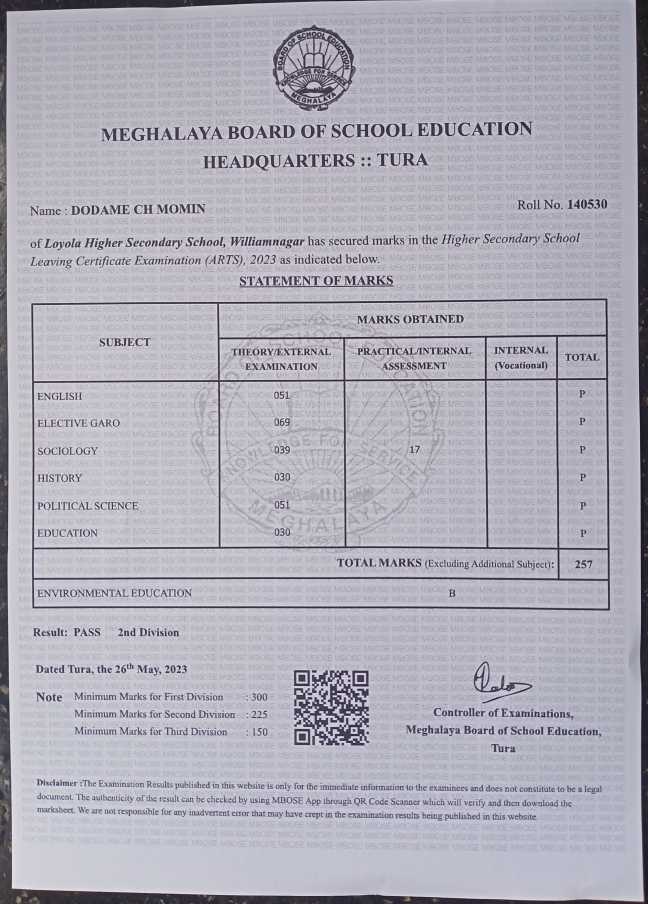 BOARD OF SCHOOL EDUCATION
KNOWLEDGE FOR SERVICE
MEGHALAYA
MEGHALAYA BOARD OF SCHOOL EDUCATION
HEADQUARTERS :: TURA
Name : DODAME CH MOMIN Roll No. 140530
of Loyola Higher Secondary School, Williamnagar has secured marks in the Higher Secondary School
Leaving Certificate Examination (ARTS), 2023 as indicated below.
STATEMENT OF MARKS
SUBJECT MARKS OBTAINED
THEORY/EXTERNAL EXAMINATION PRACTICAL/INTERNAL ASSESSMENT INTERNAL (Vocational) TOTAL
ENGLISH 051 P
ELECTIVE GARO 069 P
SOCIOLOGY 039 17 P
HISTORY 030 P
POLITICAL SCIENCE 051 P
EDUCATION 030 P
TOTAL MARKS (Excluding Additional Subject): 257
ENVIRONMENTAL EDUCATION B
Result: PASS 2nd Division
Dated Tura, the 26th May, 2023
Note Minimum Marks for First Division : 300
Minimum Marks for Second Division : 225
Minimum Marks for Third Division : 150
Controller of Examinations,
Meghalaya Board of School Education,
Tura
Disclaimer :The Examination Results published in this website is only for the immediate information to the examinees and does not constitute to be a legal
document. The authenticity of the result can be checked by using MBOSE App through QR Code Scanner which will verify and then download the
marksheet. We are not responsible for any inadvertent error that may have crept in the examination results being published in this website.